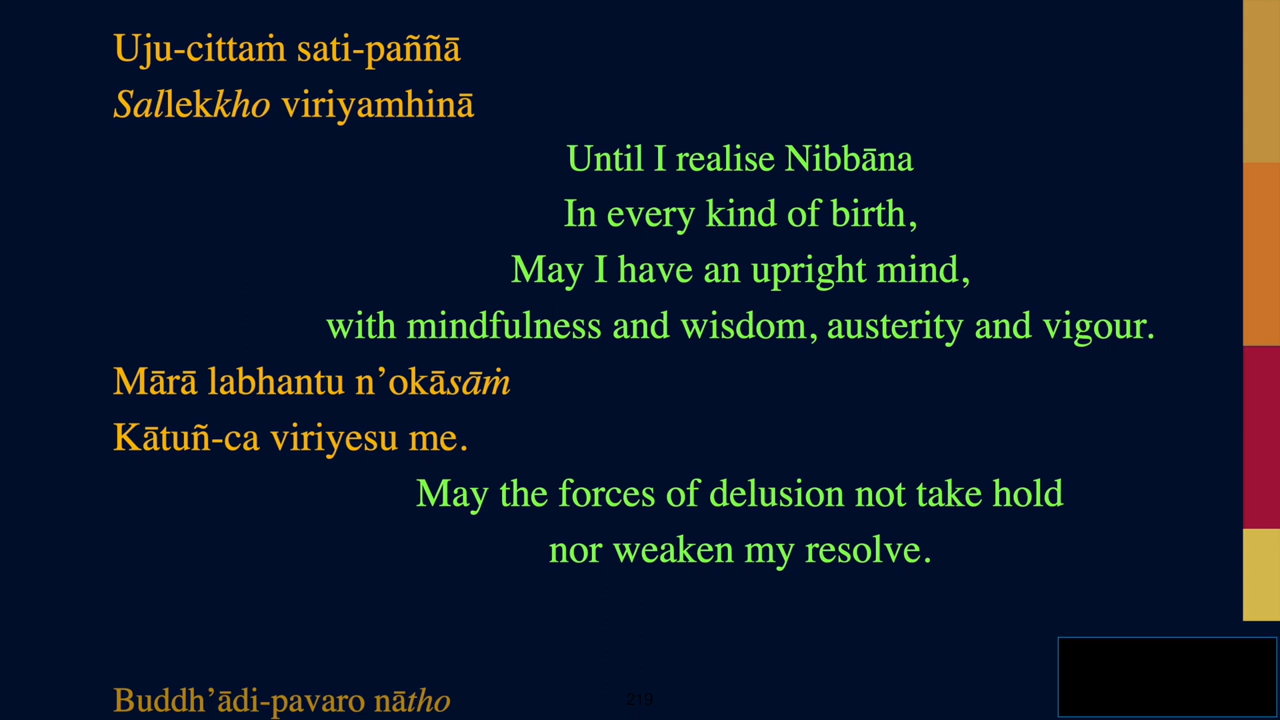 Uju-cittaṁ sati-paññā
Sallekkho viriyamhinā
Until I realise Nibbāna
In every kind of birth,
May I have an upright mind,
with mindfulness and wisdom, austerity and vigour.
Mārā labhantu n’okāsāṁ
Kātuñ-ca viriyesu me.
May the forces of delusion not take hold
nor weaken my resolve.
Buddh’ādi-pavaro nātho
219